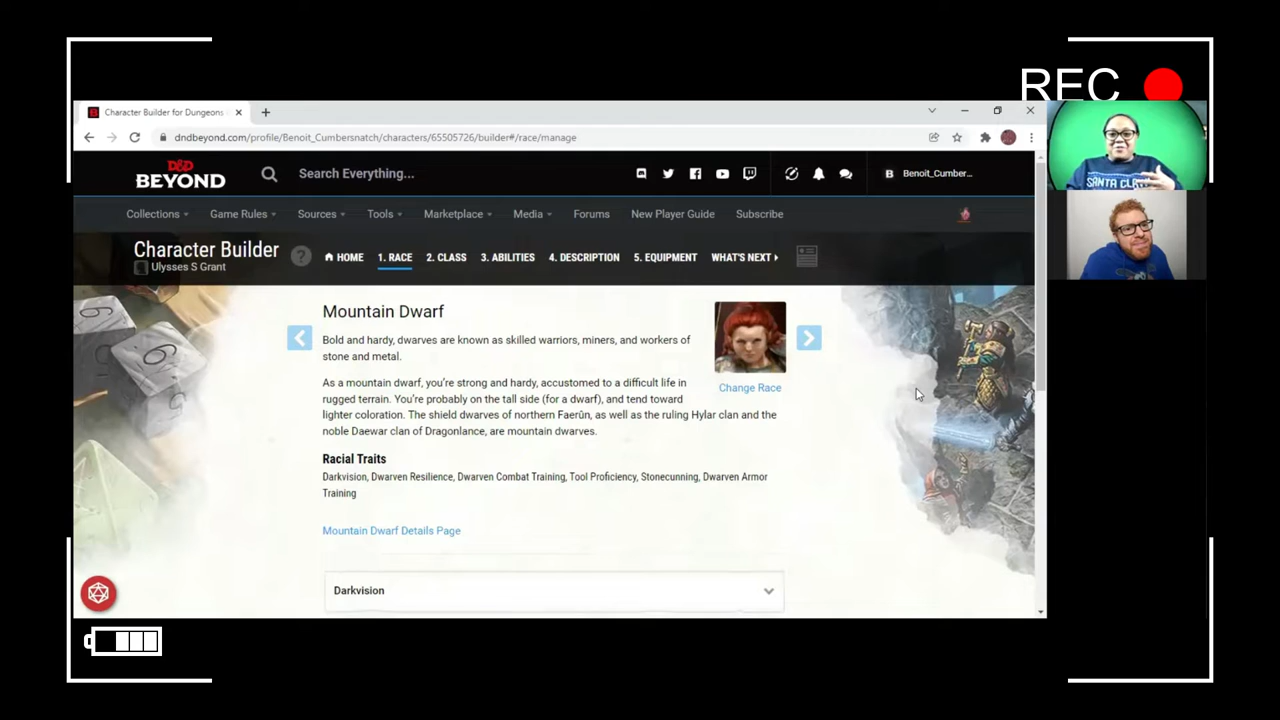 REC
Character Builder for Dungeons
dndbeyond.com/profile/Benoit_Cumbersnatch/characters/65505726/builder#/race/manage
D&D
BEYOND
Search Everything...
B Benoit_Cumber...
Collections Game Rules Sources Tools Marketplace Media Forums New Player Guide Subscribe
Character Builder
Ulysses S Grant
? HOME 1. RACE 2. CLASS 3. ABILITIES 4. DESCRIPTION 5. EQUIPMENT WHAT'S NEXT
SANTA
Mountain Dwarf
Bold and hardy, dwarves are known as skilled warriors, miners, and workers of
stone and metal.
As a mountain dwarf, you're strong and hardy, accustomed to a difficult life in
rugged terrain. You're probably on the tall side (for a dwarf), and tend toward
lighter coloration. The shield dwarves of northern Faerûn, as well as the ruling Hylar clan and the
noble Daewar clan of Dragonlance, are mountain dwarves.
Change Race
Racial Traits
Darkvision, Dwarven Resilience, Dwarven Combat Training, Tool Proficiency, Stonecunning, Dwarven Armor
Training
Mountain Dwarf Details Page
Darkvision